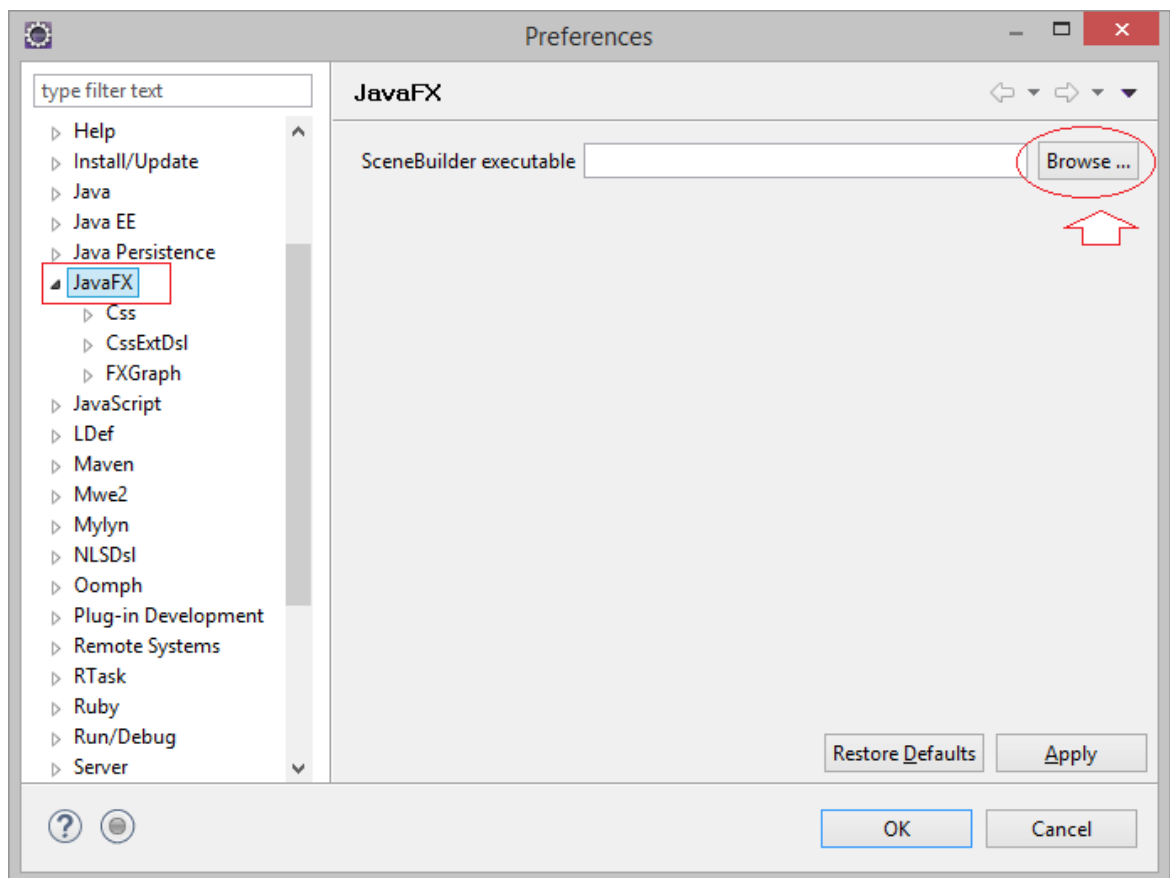 Preferences
type filter text
Help
Install/Update
Java
Java EE
Java Persistence
JavaFX
Css
CssExtDsl
FXGraph
JavaScript
LDef
Maven
Mwe2
Mylyn
NLSDsl
Oomph
Plug-in Development
Remote Systems
RTask
Ruby
Run/Debug
Server
JavaFX
SceneBuilder executable
Browse ...
Restore Defaults
Apply
OK
Cancel